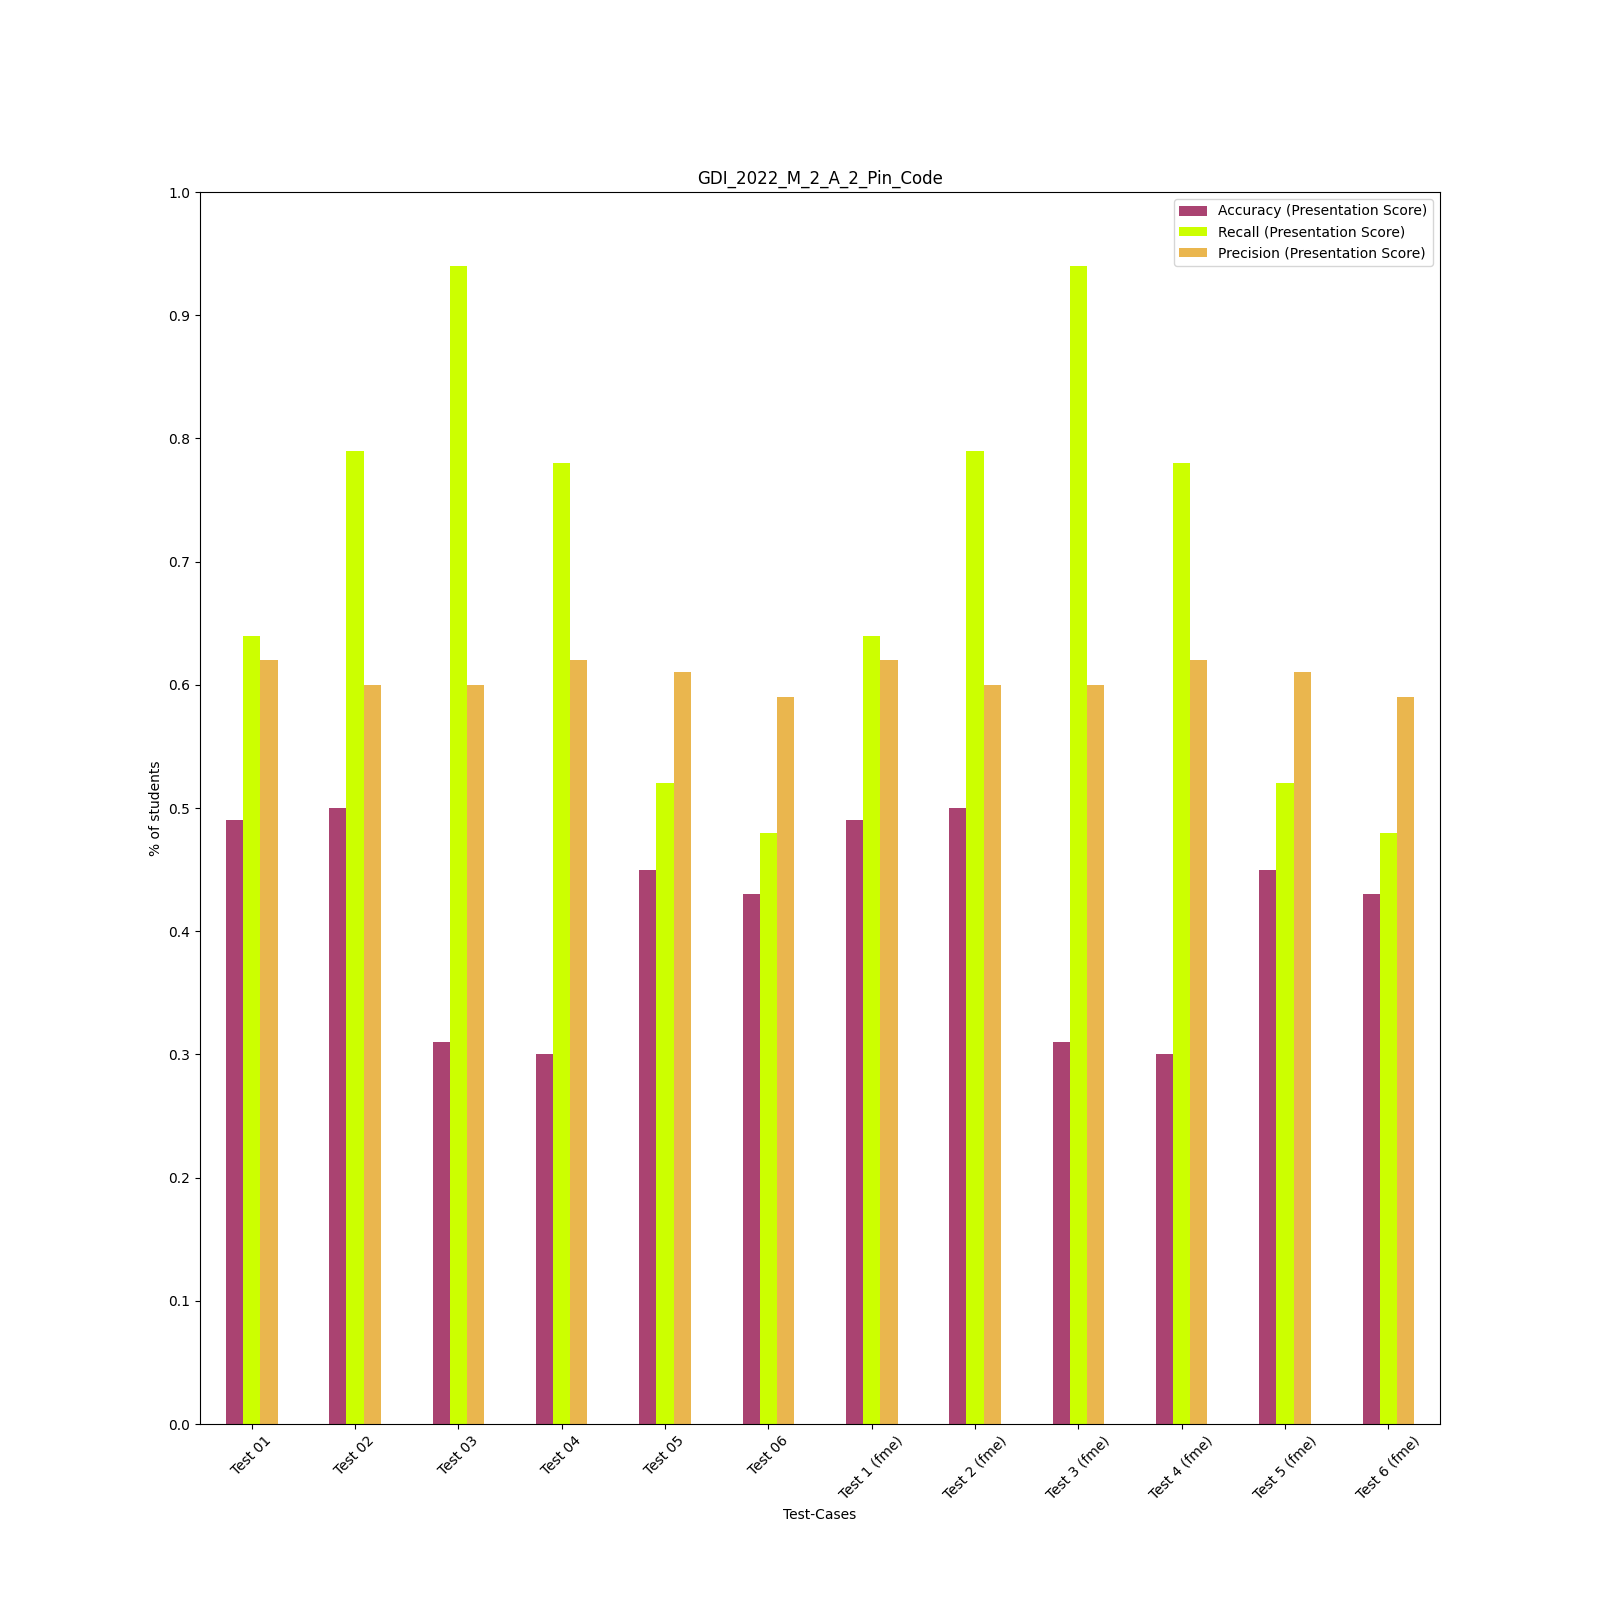 GDI_2022_M_2_A_2_Pin_Code
Accuracy (Presentation Score)
Recall (Presentation Score)
Precision (Presentation Score)
1.0
0.9
0.8
0.7
0.6
0.5
0.4
0.3
0.2
0.1
0.0
% of students
Test 01
Test 02
Test 03
Test 04
Test 05
Test 06
Test 1 (fme)
Test 2 (fme)
Test 3 (fme)
Test 4 (fme)
Test 5 (fme)
Test 6 (fme)
Test-Cases